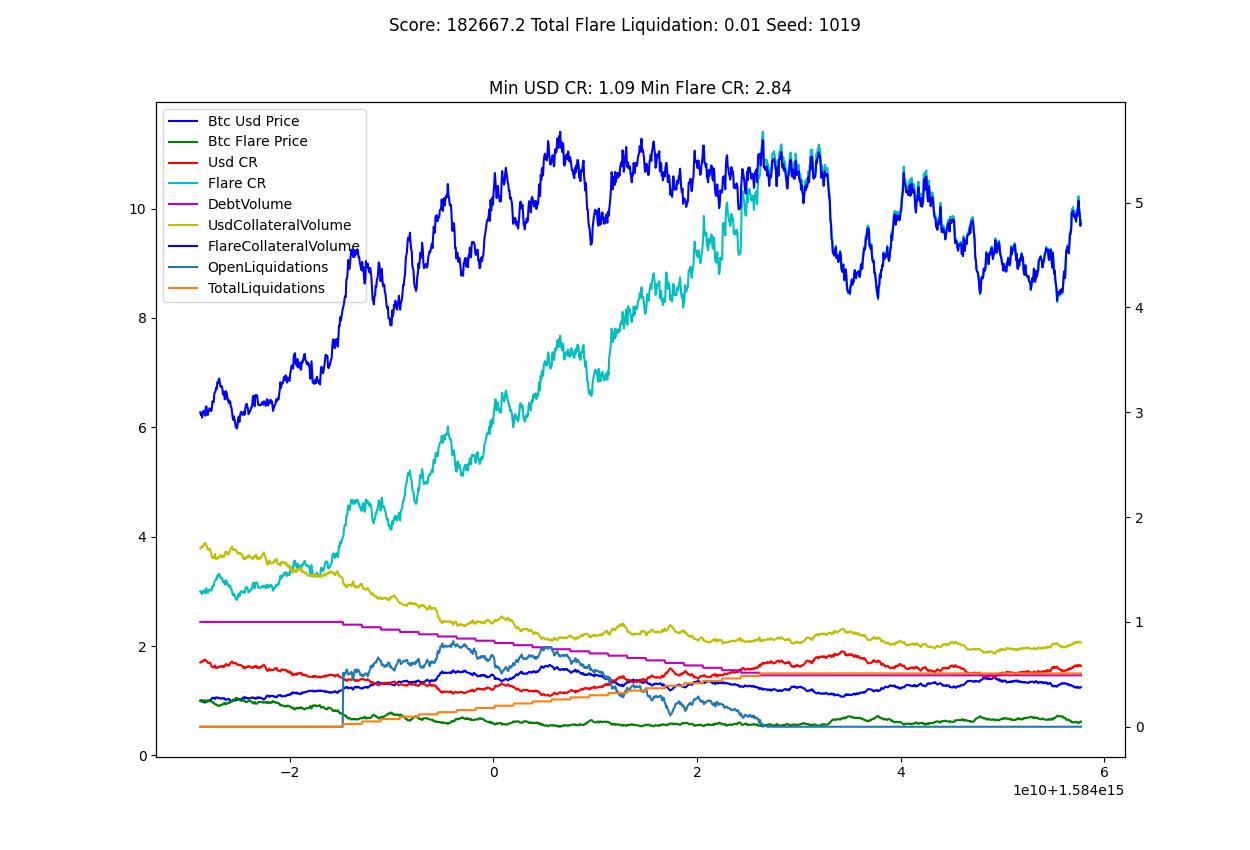 Score: 182667.2 Total Flare Liquidation: 0.01 Seed: 1019
Min USD CR: 1.09 Min Flare CR: 2.84
Btc Usd Price
Btc Flare Price
Usd CR
Flare CR
DebtVolume
UsdCollateralVolume
FlareCollateralVolume
OpenLiquidations
TotalLiquidations
10
8
6
4
2
0
5
4
3
2
1
0
−2
0
2
4
6
1e10+1.584e15